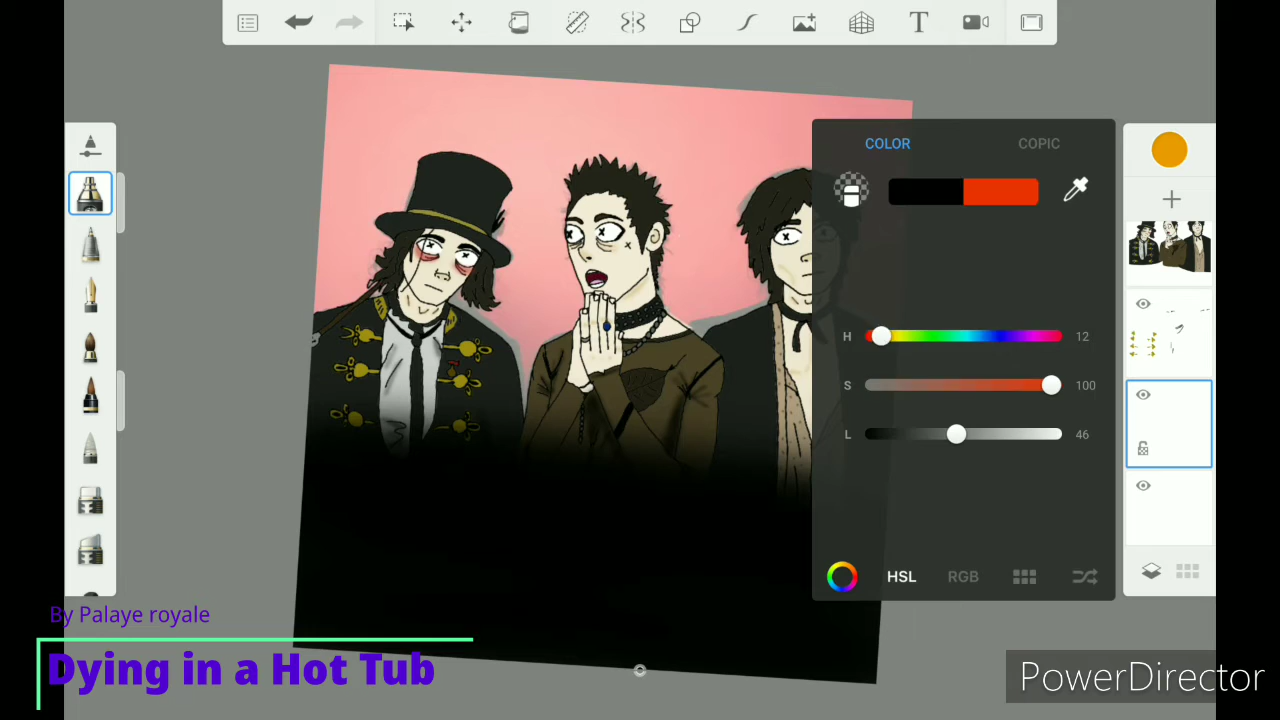 T
COLOR
COPIC
H
12
S
100
L
46
HSL
RGB
By Palaye royale
Dying in a Hot Tub
PowerDirector